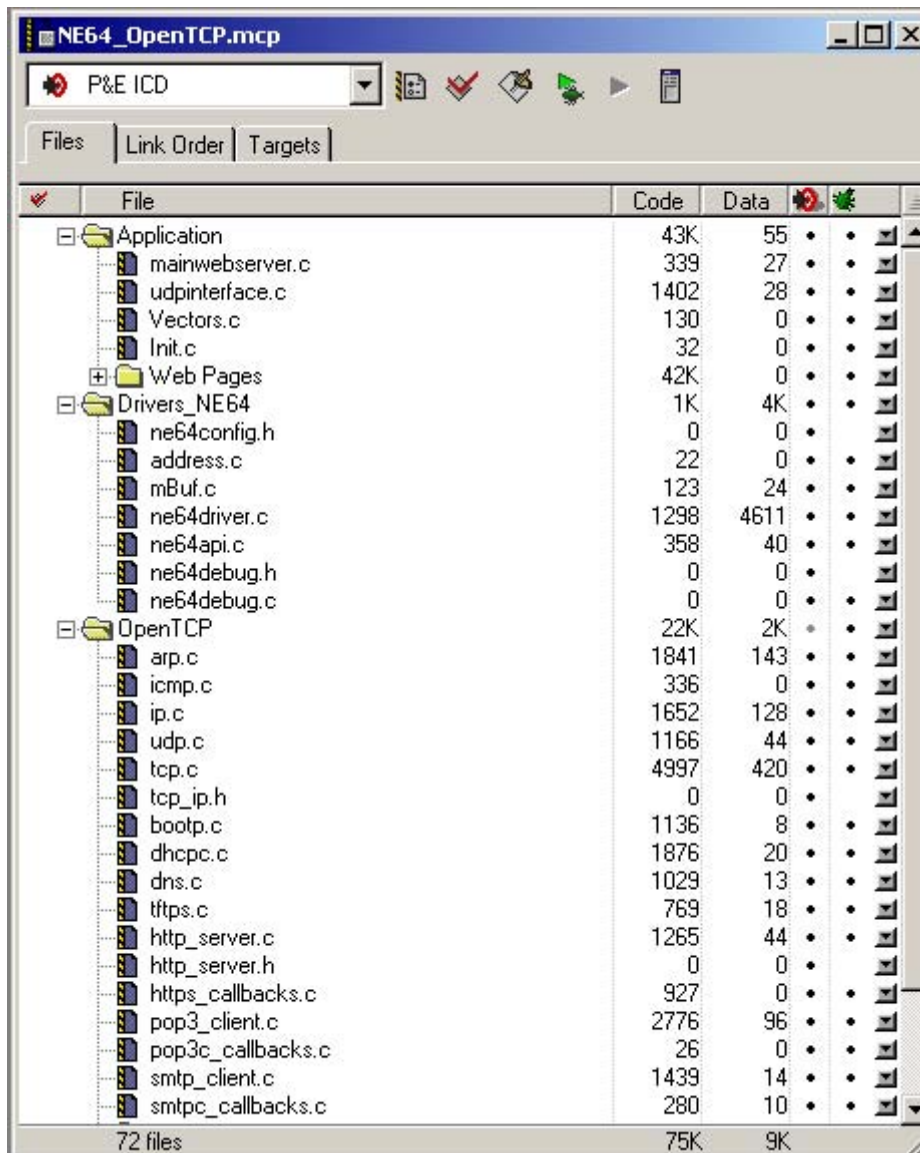 NE64_OpenTCP.mcp
P&E ICD
Files Link Order Targets
File Code Data
Application 43K 55
mainwebserver.c 339 27
udpinterface.c 1402 28
Vectors.c 130 0
Init.c 32 0
Web Pages 42K 0
Drivers_NE64 1K 4K
ne64config.h 0 0
address.c 22 0
mBuf.c 123 24
ne64driver.c 1298 4611
ne64api.c 358 40
ne64debug.h 0 0
ne64debug.c 0 0
OpenTCP 22K 2K
arp.c 1841 143
icmp.c 336 0
ip.c 1652 128
udp.c 1166 44
tcp.c 4997 420
tcp_ip.h 0 0
bootp.c 1136 8
dhcpc.c 1876 20
dns.c 1029 13
tftps.c 769 18
http_server.c 1265 44
http_server.h 0 0
https_callbacks.c 927 0
pop3_client.c 2776 96
pop3c_callbacks.c 26 0
smtp_client.c 1439 14
smtpc_callbacks.c 280 10
72 files 75K 9K